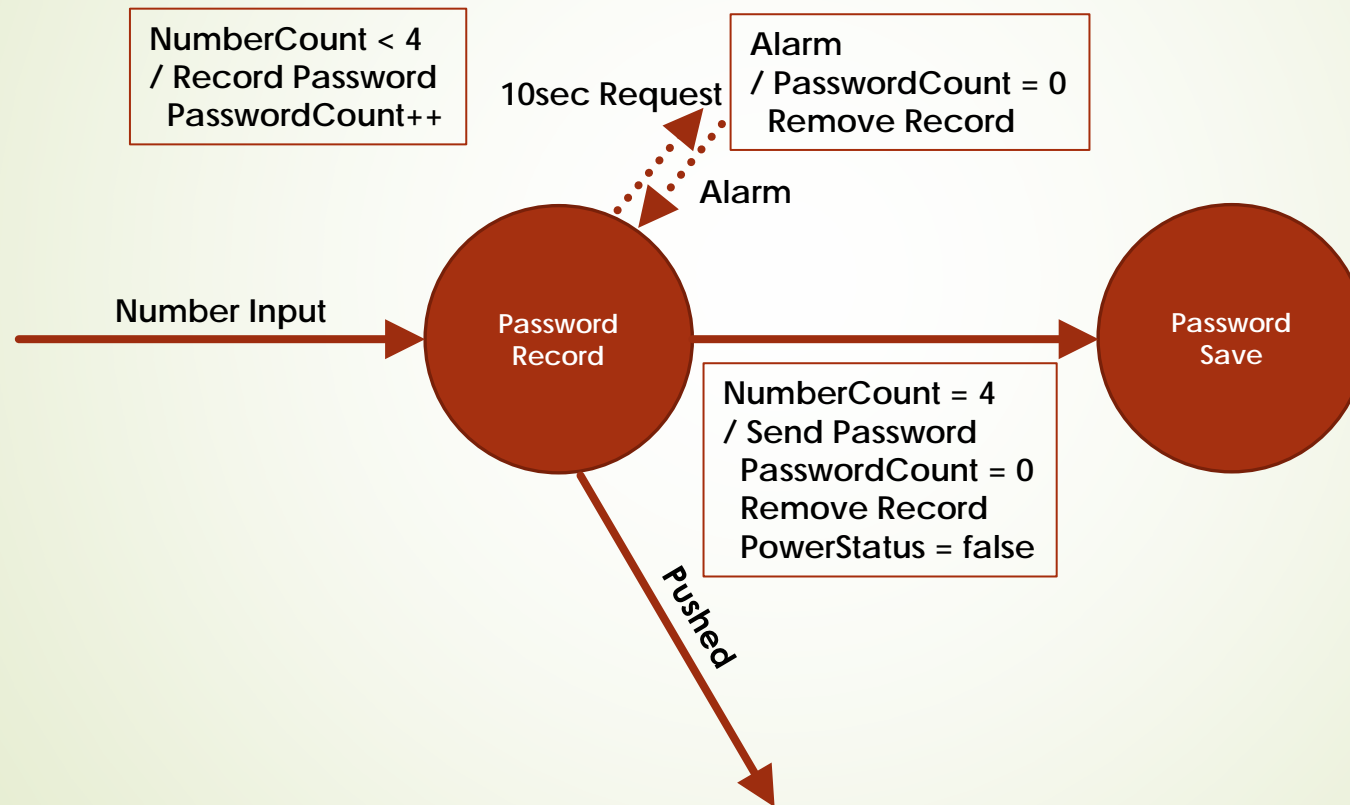 NumberCount < 4
/ Record Password
PasswordCount++
10sec Request
Alarm
/ PasswordCount = 0
Remove Record
Alarm
Number Input
Password
Record
Password
Save
NumberCount = 4
/ Send Password
PasswordCount = 0
Remove Record
PowerStatus = false
Pushed